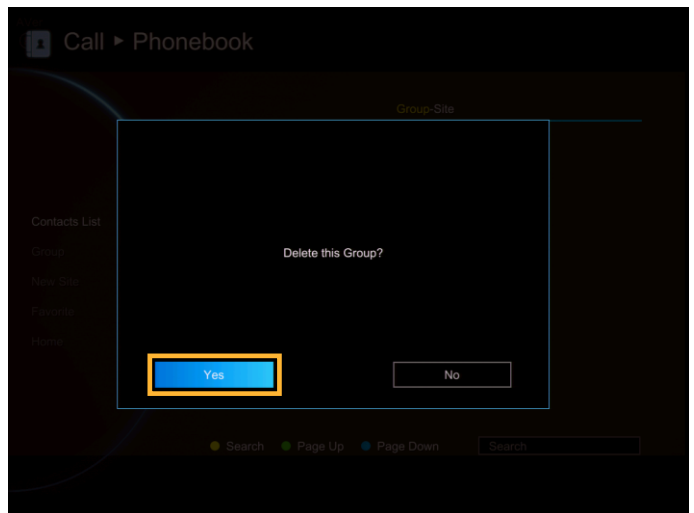 Call ▸ Phonebook
Group-Site
Contacts List
Group
New Site
Favorite
Home
Delete this Group?
Yes No
Search Page Up Page Down Search